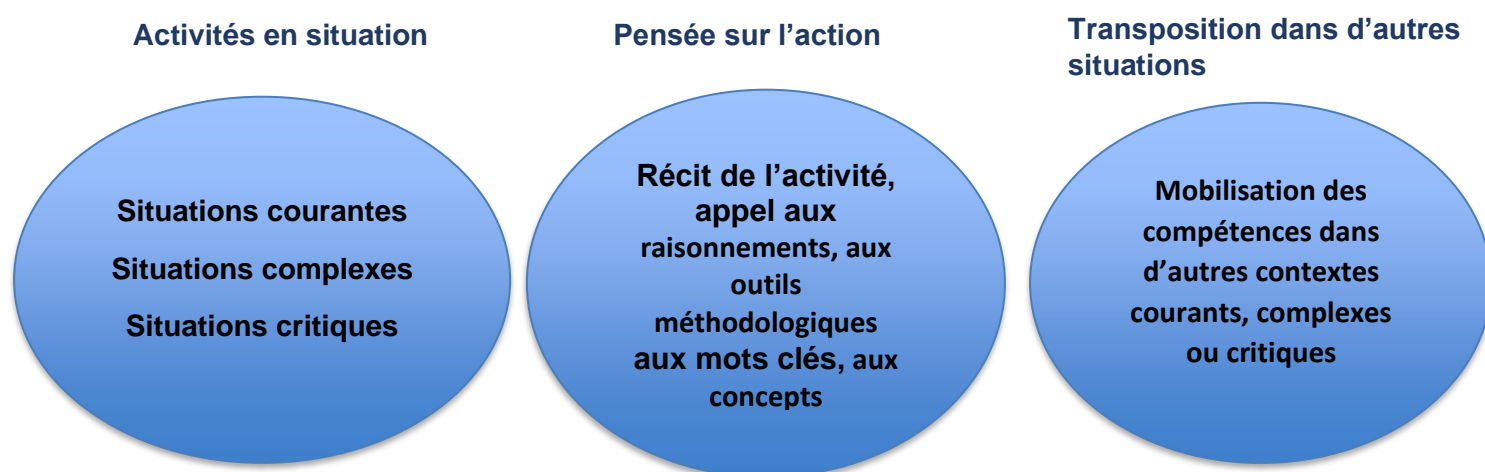 Activités en situation
Situations courantes
Situations complexes
Situations critiques
Pensée sur l’action
Récit de l’activité,
appel aux
raisonnements, aux
outils
méthodologiques
aux mots clés, aux
concepts
Transposition dans d’autres
situations
Mobilisation des
compétences dans
d’autres contextes
courants, complexes
ou critiques